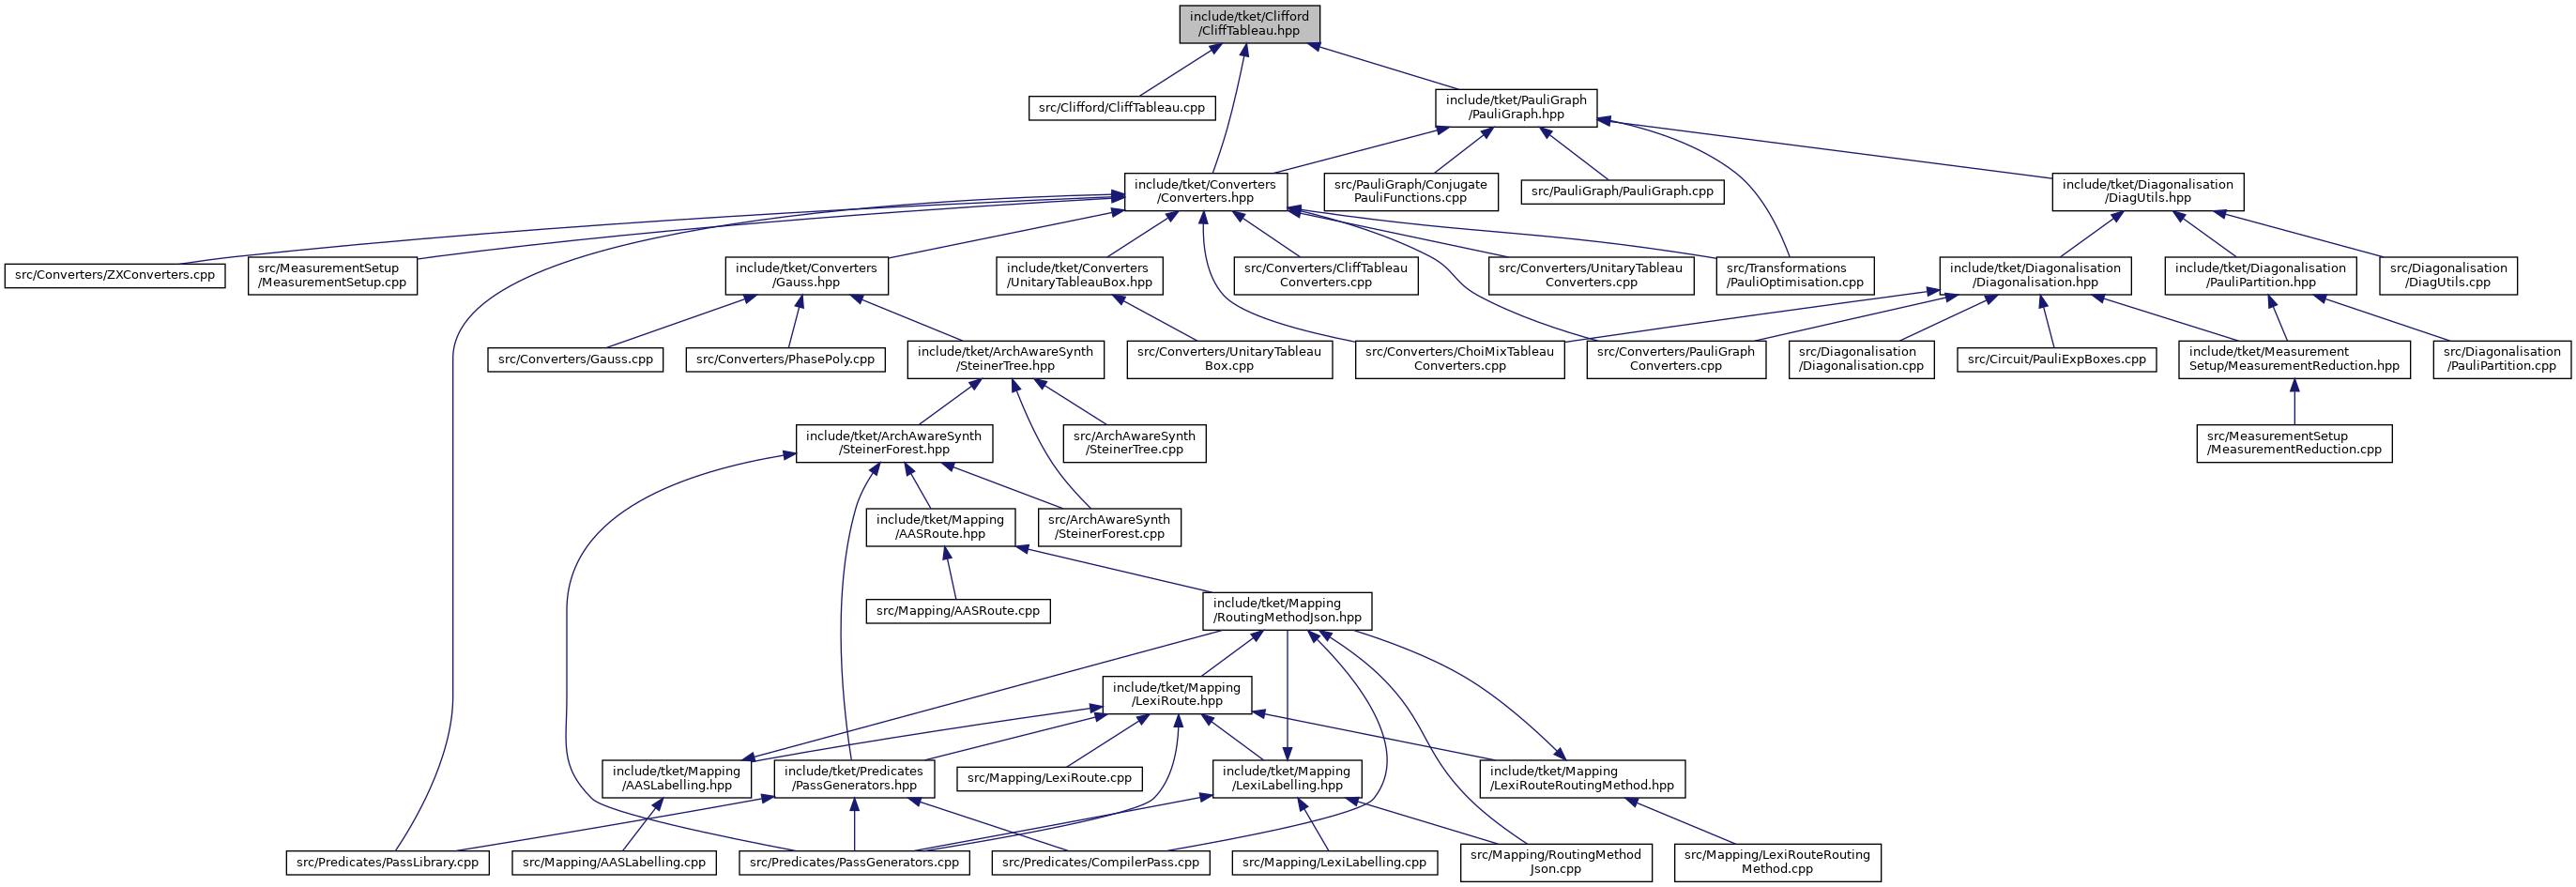 include/tket/Clifford
/CliffTableau.hpp
src/Clifford/CliffTableau.cpp
include/tket/PauliGraph
/PauliGraph.hpp
include/tket/Converters
/Converters.hpp
src/PauliGraph/Conjugate
PauliFunctions.cpp
src/PauliGraph/PauliGraph.cpp
include/tket/Diagonalisation
/DiagUtils.hpp
src/Converters/ZXConverters.cpp
src/MeasurementSetup
/MeasurementSetup.cpp
include/tket/Converters
/Gauss.hpp
include/tket/Converters
/UnitaryTableauBox.hpp
src/Converters/CliffTableau
Converters.cpp
src/Converters/UnitaryTableau
Converters.cpp
src/Transformations
/PauliOptimisation.cpp
include/tket/Diagonalisation
/Diagonalisation.hpp
include/tket/Diagonalisation
/PauliPartition.hpp
src/Diagonalisation
/DiagUtils.cpp
src/Converters/Gauss.cpp
src/Converters/PhasePoly.cpp
include/tket/ArchAwareSynth
/SteinerTree.hpp
src/Converters/UnitaryTableau
Box.cpp
src/Converters/ChoiMixTableau
Converters.cpp
src/Converters/PauliGraph
Converters.cpp
src/Diagonalisation
/Diagonalisation.cpp
src/Circuit/PauliExpBoxes.cpp
include/tket/Measurement
Setup/MeasurementReduction.hpp
src/Diagonalisation
/PauliPartition.cpp
include/tket/ArchAwareSynth
/SteinerForest.hpp
src/ArchAwareSynth
/SteinerTree.cpp
src/MeasurementSetup
/MeasurementReduction.cpp
include/tket/Mapping
/AASRoute.hpp
src/ArchAwareSynth
/SteinerForest.cpp
src/Mapping/AASRoute.cpp
include/tket/Mapping
/RoutingMethodJson.hpp
include/tket/Mapping
/LexiRoute.hpp
include/tket/Mapping
/AASLabelling.hpp
include/tket/Predicates
/PassGenerators.hpp
src/Mapping/LexiRoute.cpp
include/tket/Mapping
/LexiLabelling.hpp
include/tket/Mapping
/LexiRouteRoutingMethod.hpp
src/Predicates/PassLibrary.cpp
src/Mapping/AASLabelling.cpp
src/Predicates/PassGenerators.cpp
src/Predicates/CompilerPass.cpp
src/Mapping/LexiLabelling.cpp
src/Mapping/RoutingMethod
Json.cpp
src/Mapping/LexiRouteRouting
Method.cpp